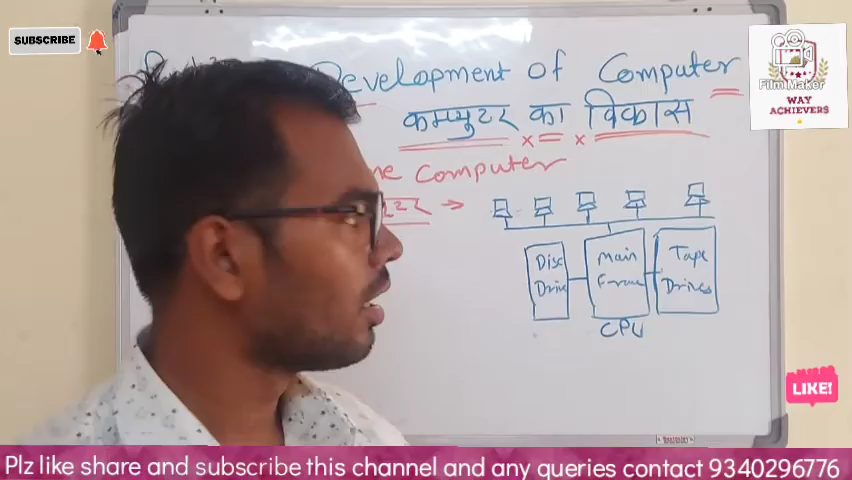 SUBSCRIBE
Development of Computer
कम्प्युटर का विकास
Film Maker
WAY
ACHIEVERS
Computer
Disc
Drive
Main
Frame
Tape
Drives
CPU
LIKE!
Plz like share and subscribe this channel and any queries contact 9340296776